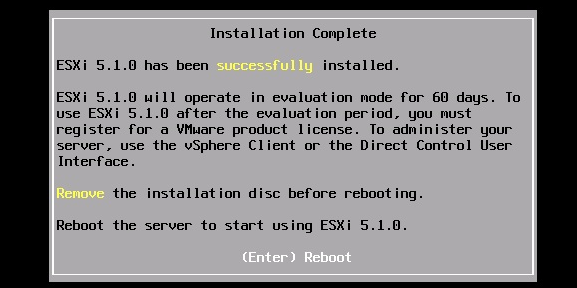 Installation Complete
ESXi 5.1.0 has been successfully installed.
ESXi 5.1.0 will operate in evaluation mode for 60 days. To
use ESXi 5.1.0 after the evaluation period, you must
register for a VMware product license. To administer your
server, use the vSphere Client or the Direct Control User
Interface.
Remove the installation disc before rebooting.
Reboot the server to start using ESXi 5.1.0.
(Enter) Reboot